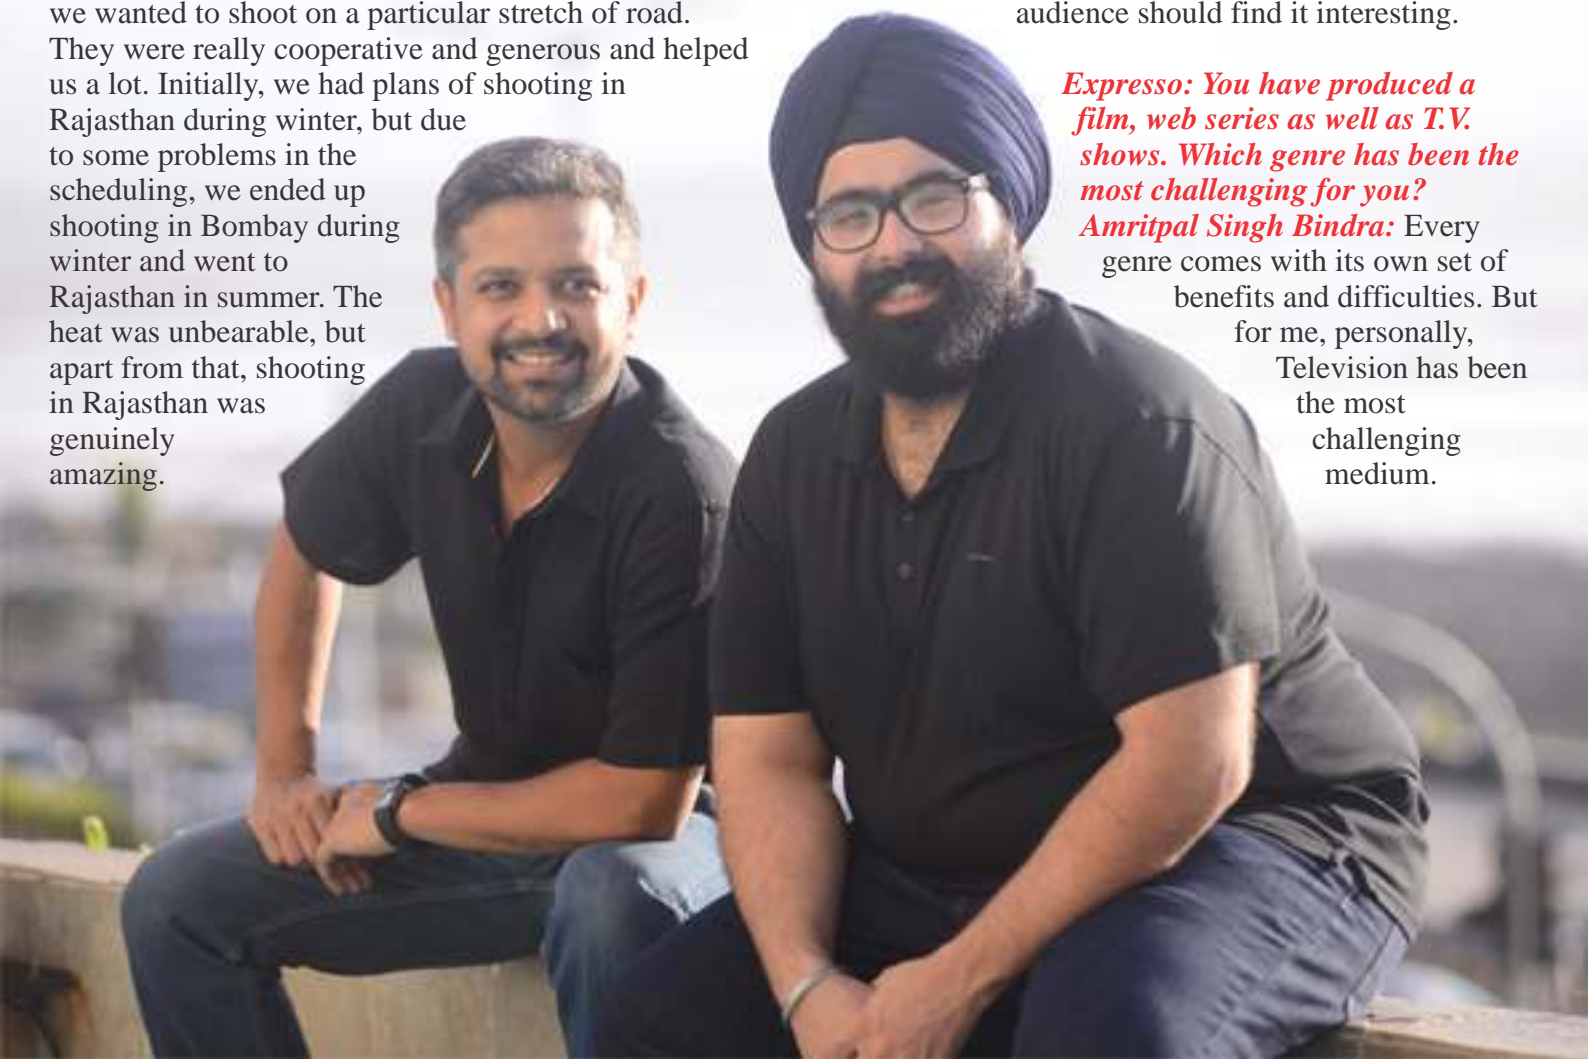 we wanted to shoot on a particular stretch of road.
They were really cooperative and generous and helped
us a lot. Initially, we had plans of shooting in
Rajasthan during winter, but due
to some problems in the
scheduling, we ended up
shooting in Bombay during
winter and went to
Rajasthan in summer. The
heat was unbearable, but
apart from that, shooting
in Rajasthan was
genuinely
amazing.
audience should find it interesting.
Expresso: You have produced a
film, web series as well as T.V.
shows. Which genre has been the
most challenging for you?
Amritpal Singh Bindra: Every
genre comes with its own set of
benefits and difficulties. But
for me, personally,
Television has been
the most
challenging
medium.